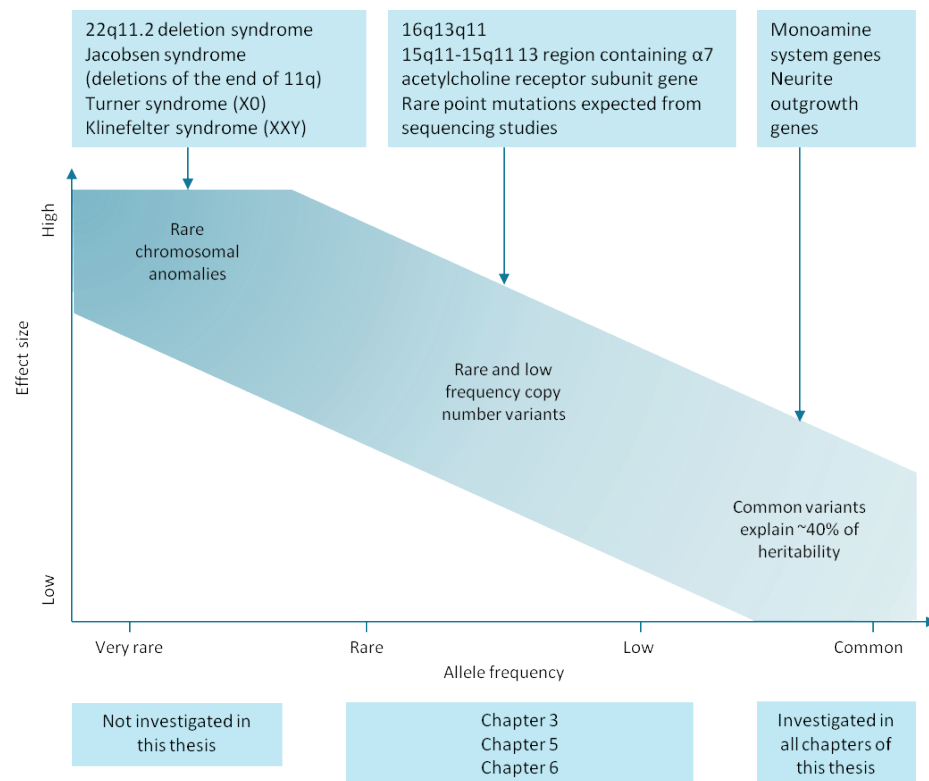 22q11.2 deletion syndrome
Jacobsen syndrome
(deletions of the end of 11q)
Turner syndrome (X0)
Klinefelter syndrome (XXY)
16q13q11
15q11-15q11 13 region containing α7
acetylcholine receptor subunit gene
Rare point mutations expected from
sequencing studies
Monoamine
system genes
Neurite
outgrowth
genes
High
Effect size
Low
Rare
chromosomal
anomalies
Rare and low
frequency copy
number variants
Common variants
explain ~40% of
heritability
Very rare
Rare
Low
Common
Allele frequency
Not investigated in
this thesis
Chapter 3
Chapter 5
Chapter 6
Investigated in
all chapters of
this thesis